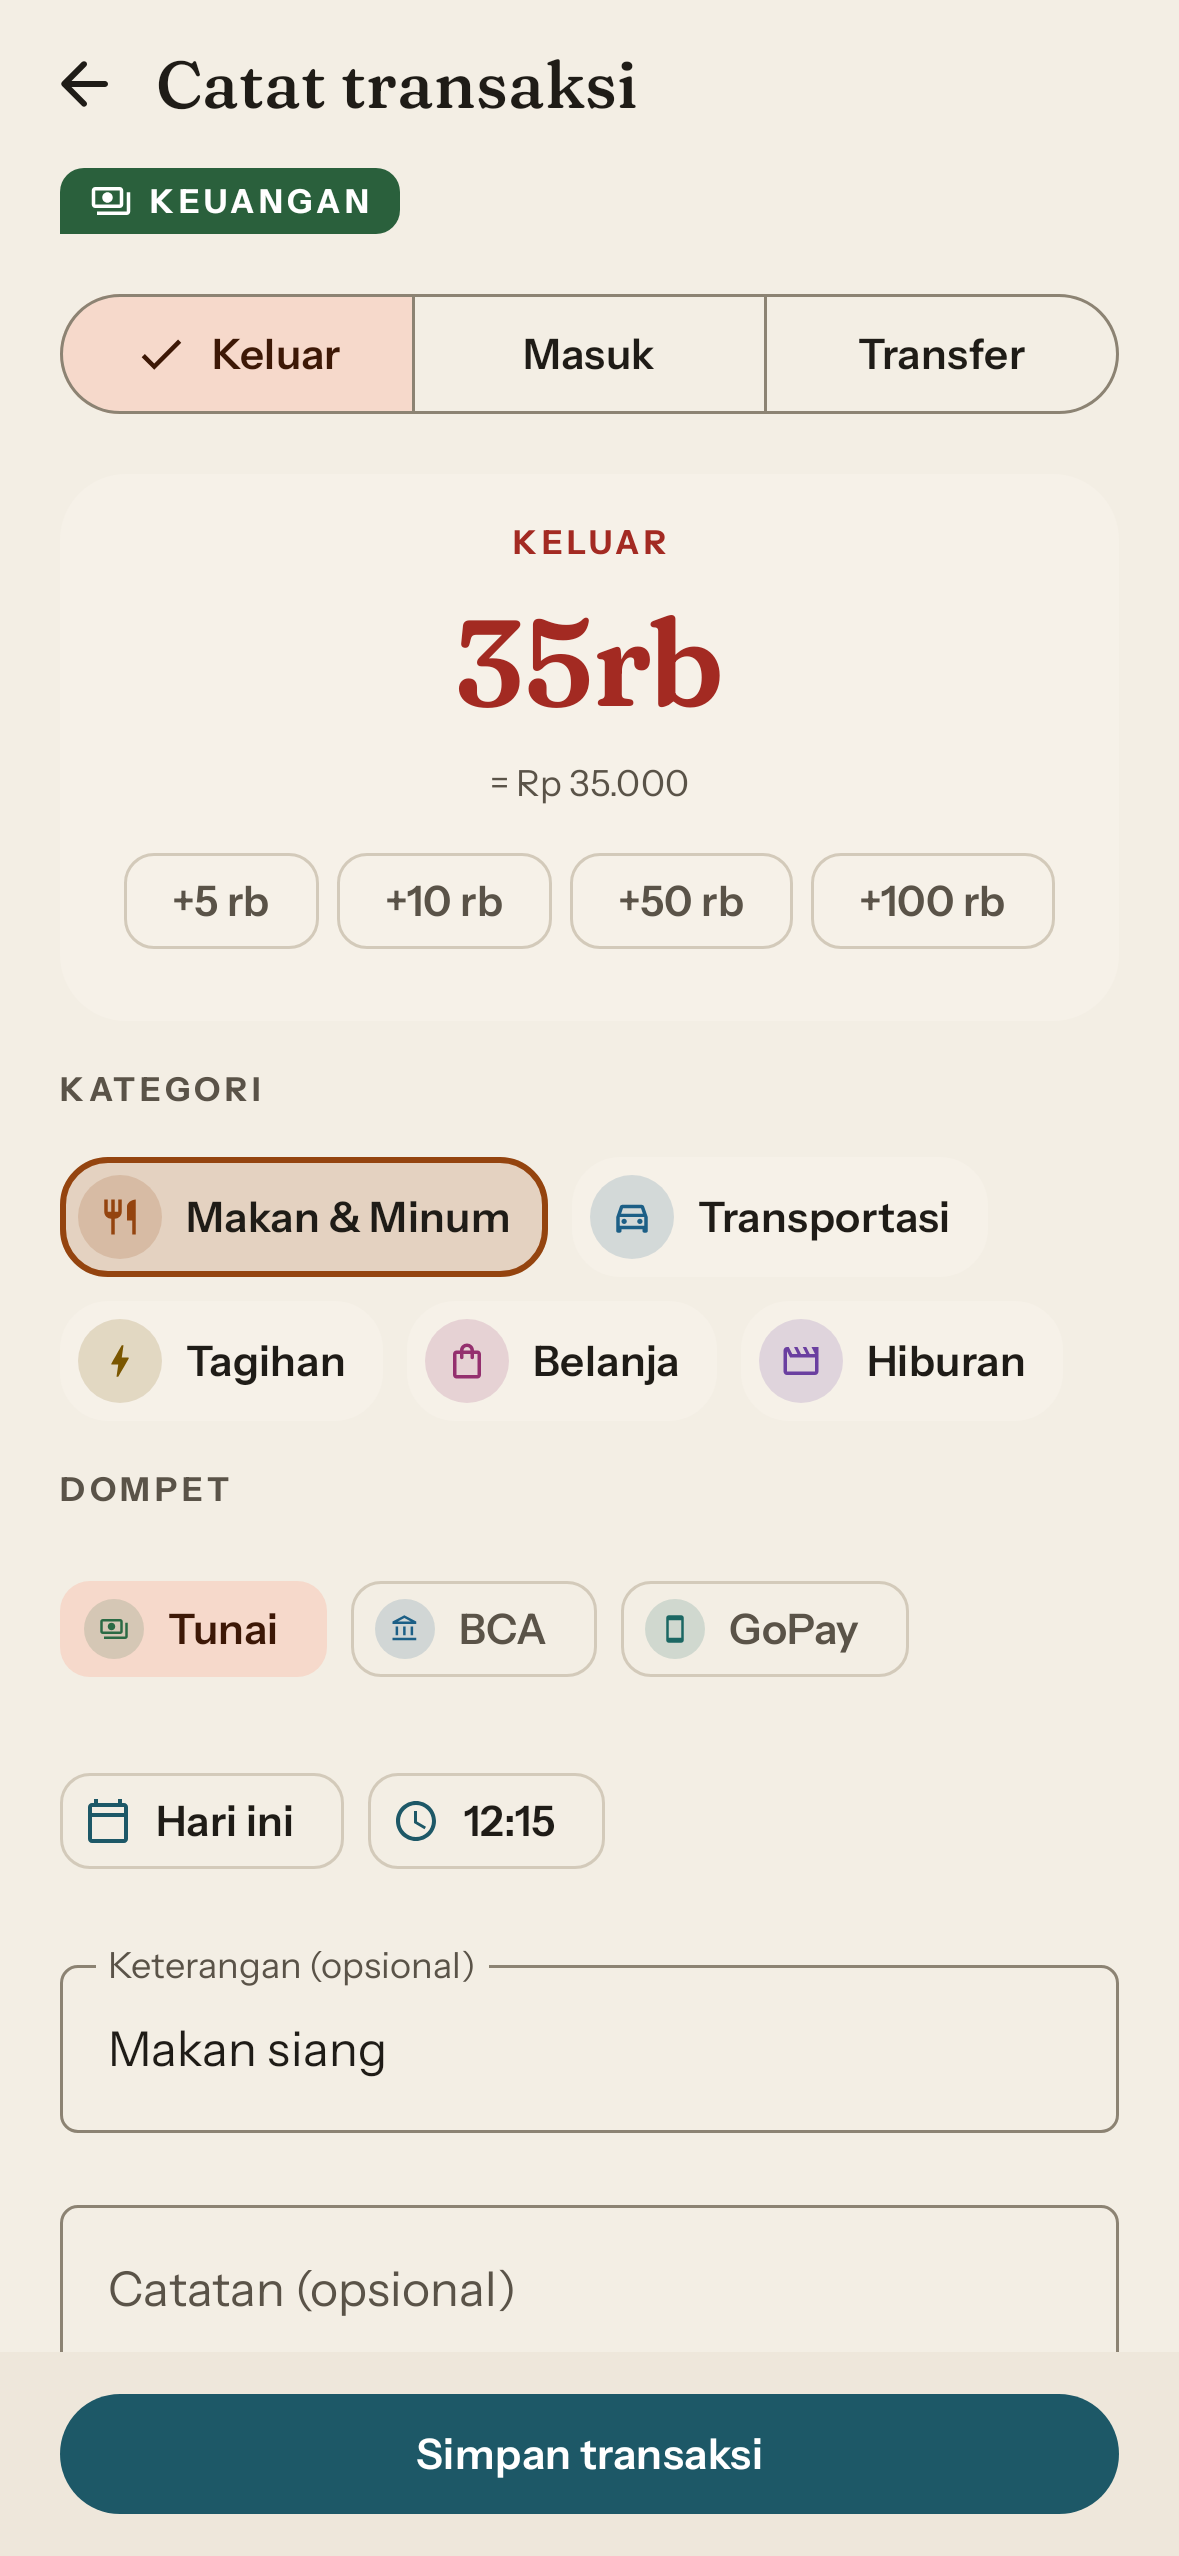 Catat transaksi
KEUANGAN
Keluar Masuk Transfer
KELUAR
35rb
= Rp 35.000
+5 rb +10 rb +50 rb +100 rb
KATEGORI
Makan & Minum Transportasi
Tagihan Belanja Hiburan
DOMPET
Tunai BCA GoPay
Hari ini 12:15
Keterangan (opsional)
Makan siang
Catatan (opsional)
Simpan transaksi